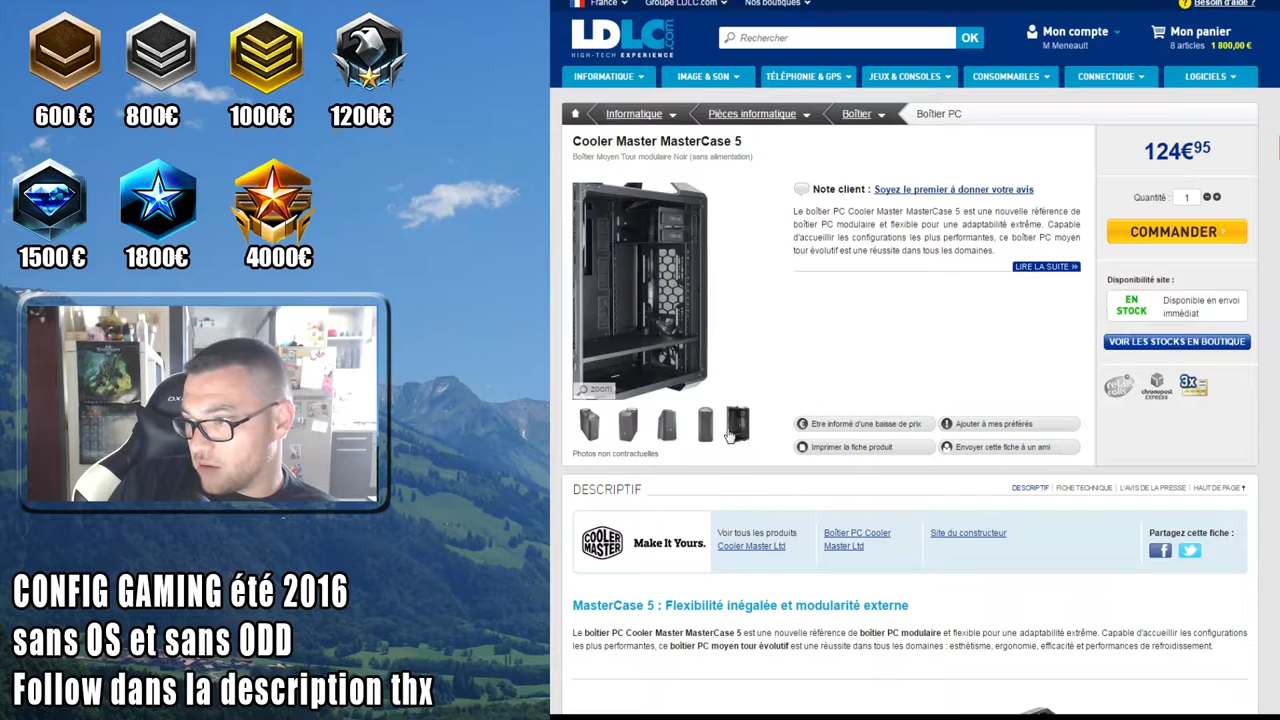 600€ 800€ 1000€ 1200€
1500€ 1800€ 4000€
CONFIG GAMING été 2016
sans OS et sans ODD
Follow dans la description thx
France Groupe LDLC.com Nos boutiques Besoin d'aide ?
LDLC.com
HIGH-TECH EXPERIENCE
Rechercher OK
Mon compte
M Meneault
Mon panier
8 articles 1 800,00 €
INFORMATIQUE IMAGE & SON TÉLÉPHONIE & GPS JEUX & CONSOLES CONSOMMABLES CONNECTIQUE LOGICIELS
Informatique Pièces informatique Boîtier Boîtier PC
Cooler Master MasterCase 5
Boîtier Moyen Tour modulaire Noir (sans alimentation)
zoom
Photos non contractuelles
Note client : Soyez le premier à donner votre avis
Le boîtier PC Cooler Master MasterCase 5 est une nouvelle référence de
boîtier PC modulaire et flexible pour une adaptabilité extrême. Capable
d'accueillir les configurations les plus performantes, ce boîtier PC moyen
tour évolutif est une réussite dans tous les domaines.
LIRE LA SUITE »
Etre informé d'une baisse de prix Ajouter à mes préférés
Imprimer la fiche produit Envoyer cette fiche à un ami
124€95
Quantité : 1
COMMANDER
Disponibilité site :
EN
STOCK
Disponible en envoi
immédiat
VOIR LES STOCKS EN BOUTIQUE
relais colis chronopost EXPRESS 3x
DESCRIPTIF DESCRIPTIF | FICHE TECHNIQUE | L'AVIS DE LA PRESSE | HAUT DE PAGE
COOLER
MASTER
Make It Yours.
Voir tous les produits
Cooler Master Ltd
Boîtier PC Cooler
Master Ltd
Site du constructeur
Partagez cette fiche :
MasterCase 5 : Flexibilité inégalée et modularité externe
Le boîtier PC Cooler Master MasterCase 5 est une nouvelle référence de boîtier PC modulaire et flexible pour une adaptabilité extrême. Capable d'accueillir les configurations
les plus performantes, ce boîtier PC moyen tour évolutif est une réussite dans tous les domaines : esthétisme, ergonomie, efficacité et performances de refroidissement.